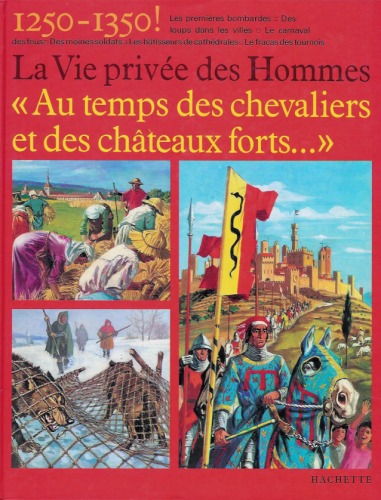 1250-1350! Les premières bombardes :: Des
loups dans les villes :: Le carnaval
des fous :: Des moines soldats :: Les bâtisseurs de cathédrales :: Le fracas des tournois
La Vie privée des Hommes
« Au temps des chevaliers
et des châteaux forts...»
HACHETTE